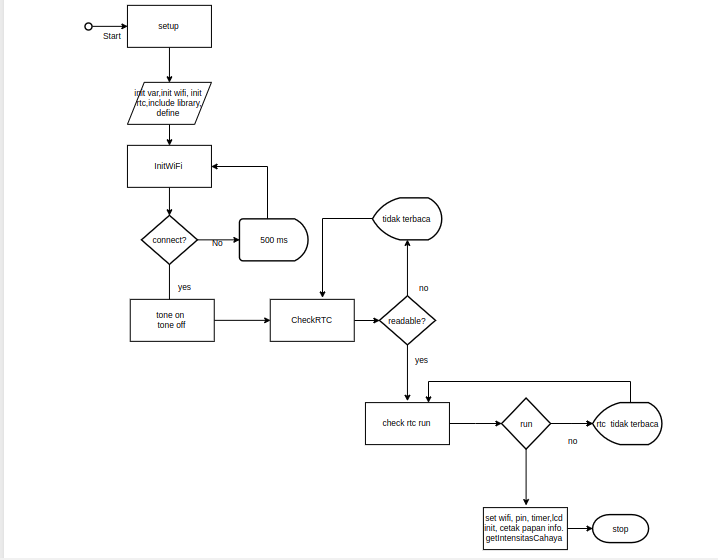 setup
Start
init var,init wifi, init
rtc,include library,
define
InitWiFi
connect?
No
500 ms
tidak terbaca
yes
no
tone on
tone off
CheckRTC
readable?
yes
check rtc run
run
no
rtc tidak terbaca
set wifi, pin, timer,lcd
init, cetak papan info.
getIntensitasCahaya
stop